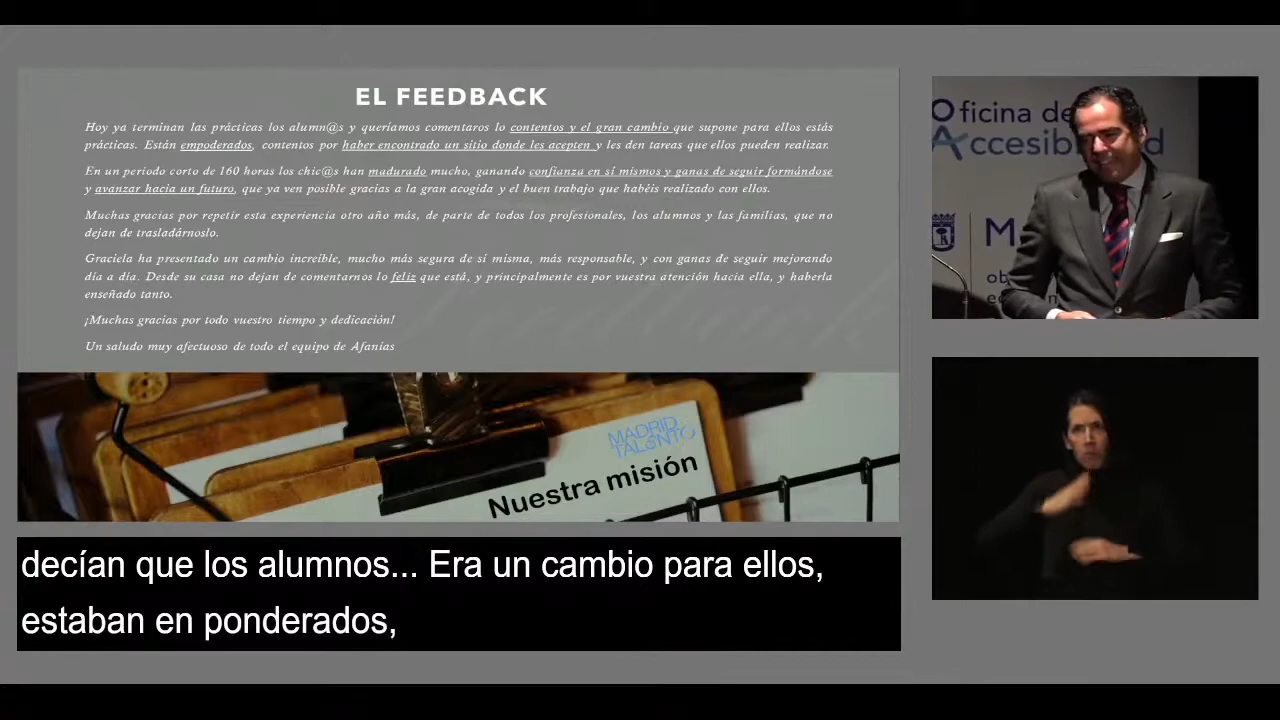 EL FEEDBACK
Hoy ya terminan las prácticas los alumn@s y queríamos comentaros lo contentos y el gran cambio que supone para ellos estás
prácticas. Están empoderados, contentos por haber encontrado un sitio donde les acepten y les den tareas que ellos pueden realizar.
En un periodo corto de 160 horas los chic@s han madurado mucho, ganando confianza en sí mismos y ganas de seguir formándose
y avanzar hacia un futuro, que ya ven posible gracias a la gran acogida y el buen trabajo que habéis realizado con ellos.
Muchas gracias por repetir esta experiencia otro año más, de parte de todos los profesionales, los alumnos y las familias, que no
dejan de trasladárnoslo.
Graciela ha presentado un cambio increíble, mucho más segura de sí misma, más responsable, y con ganas de seguir mejorando
día a día. Desde su casa no dejan de comentarnos lo feliz que está, y principalmente es por vuestra atención hacia ella, y haberla
enseñado tanto.
¡Muchas gracias por todo vuestro tiempo y dedicación!
Un saludo muy afectuoso de todo el equipo de Afanias
MADRID
TALENTO
Nuestra misión
Oficina de
Accesib d
M
ob
decían que los alumnos... Era un cambio para ellos,
estaban en ponderados,